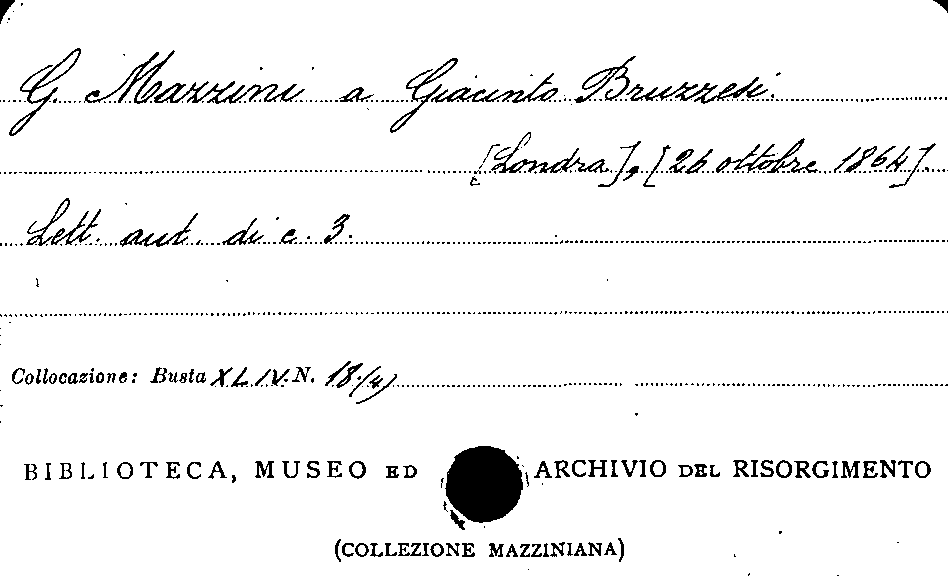 G. Mazzini a Giacinto Bruzzesi.
[Londra], [26 ottobre 1864].
Lett. aut. di c. 3.
Collocazione: Busta XLIV. N. 18.(4)
BIBLIOTECA, MUSEO ED ARCHIVIO DEL RISORGIMENTO
(COLLEZIONE MAZZINIANA)